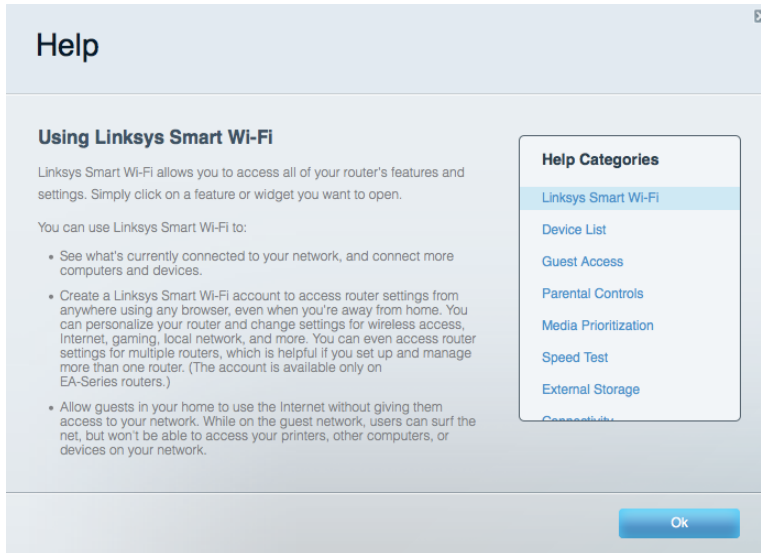 Help
Using Linksys Smart Wi-Fi
Linksys Smart Wi-Fi allows you to access all of your router's features and
settings. Simply click on a feature or widget you want to open.
You can use Linksys Smart Wi-Fi to:
• See what's currently connected to your network, and connect more
computers and devices.
• Create a Linksys Smart Wi-Fi account to access router settings from
anywhere using any browser, even when you're away from home. You
can personalize your router and change settings for wireless access,
Internet, gaming, local network, and more. You can even access router
settings for multiple routers, which is helpful if you set up and manage
more than one router. (The account is available only on
EA-Series routers.)
• Allow guests in your home to use the Internet without giving them
access to your network. While on the guest network, users can surf the
net, but won't be able to access your printers, other computers, or
devices on your network.
Help Categories
Linksys Smart Wi-Fi
Device List
Guest Access
Parental Controls
Media Prioritization
Speed Test
External Storage
Connectivity
Ok